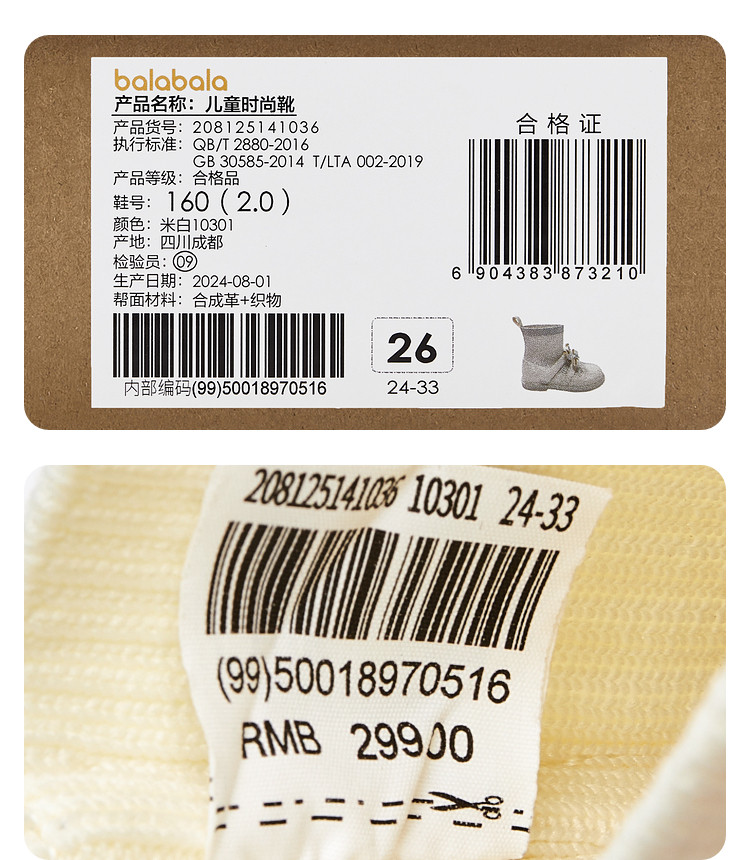 balabala
产品名称：儿童时尚靴
产品货号：208125141036
执行标准：QB/T 2880-2016
GB 30585-2014 T/LTA 002-2019
产品等级：合格品
鞋号：160（2.0）
颜色：米白10301
产地：四川成都
检验员：09
生产日期：2024-08-01
帮面材料：合成革+织物
内部编码(99)50018970516
26
24-33
合格证
6 904383 873210
208125141036 10301 24-33
(99)50018970516
RMB 299.00